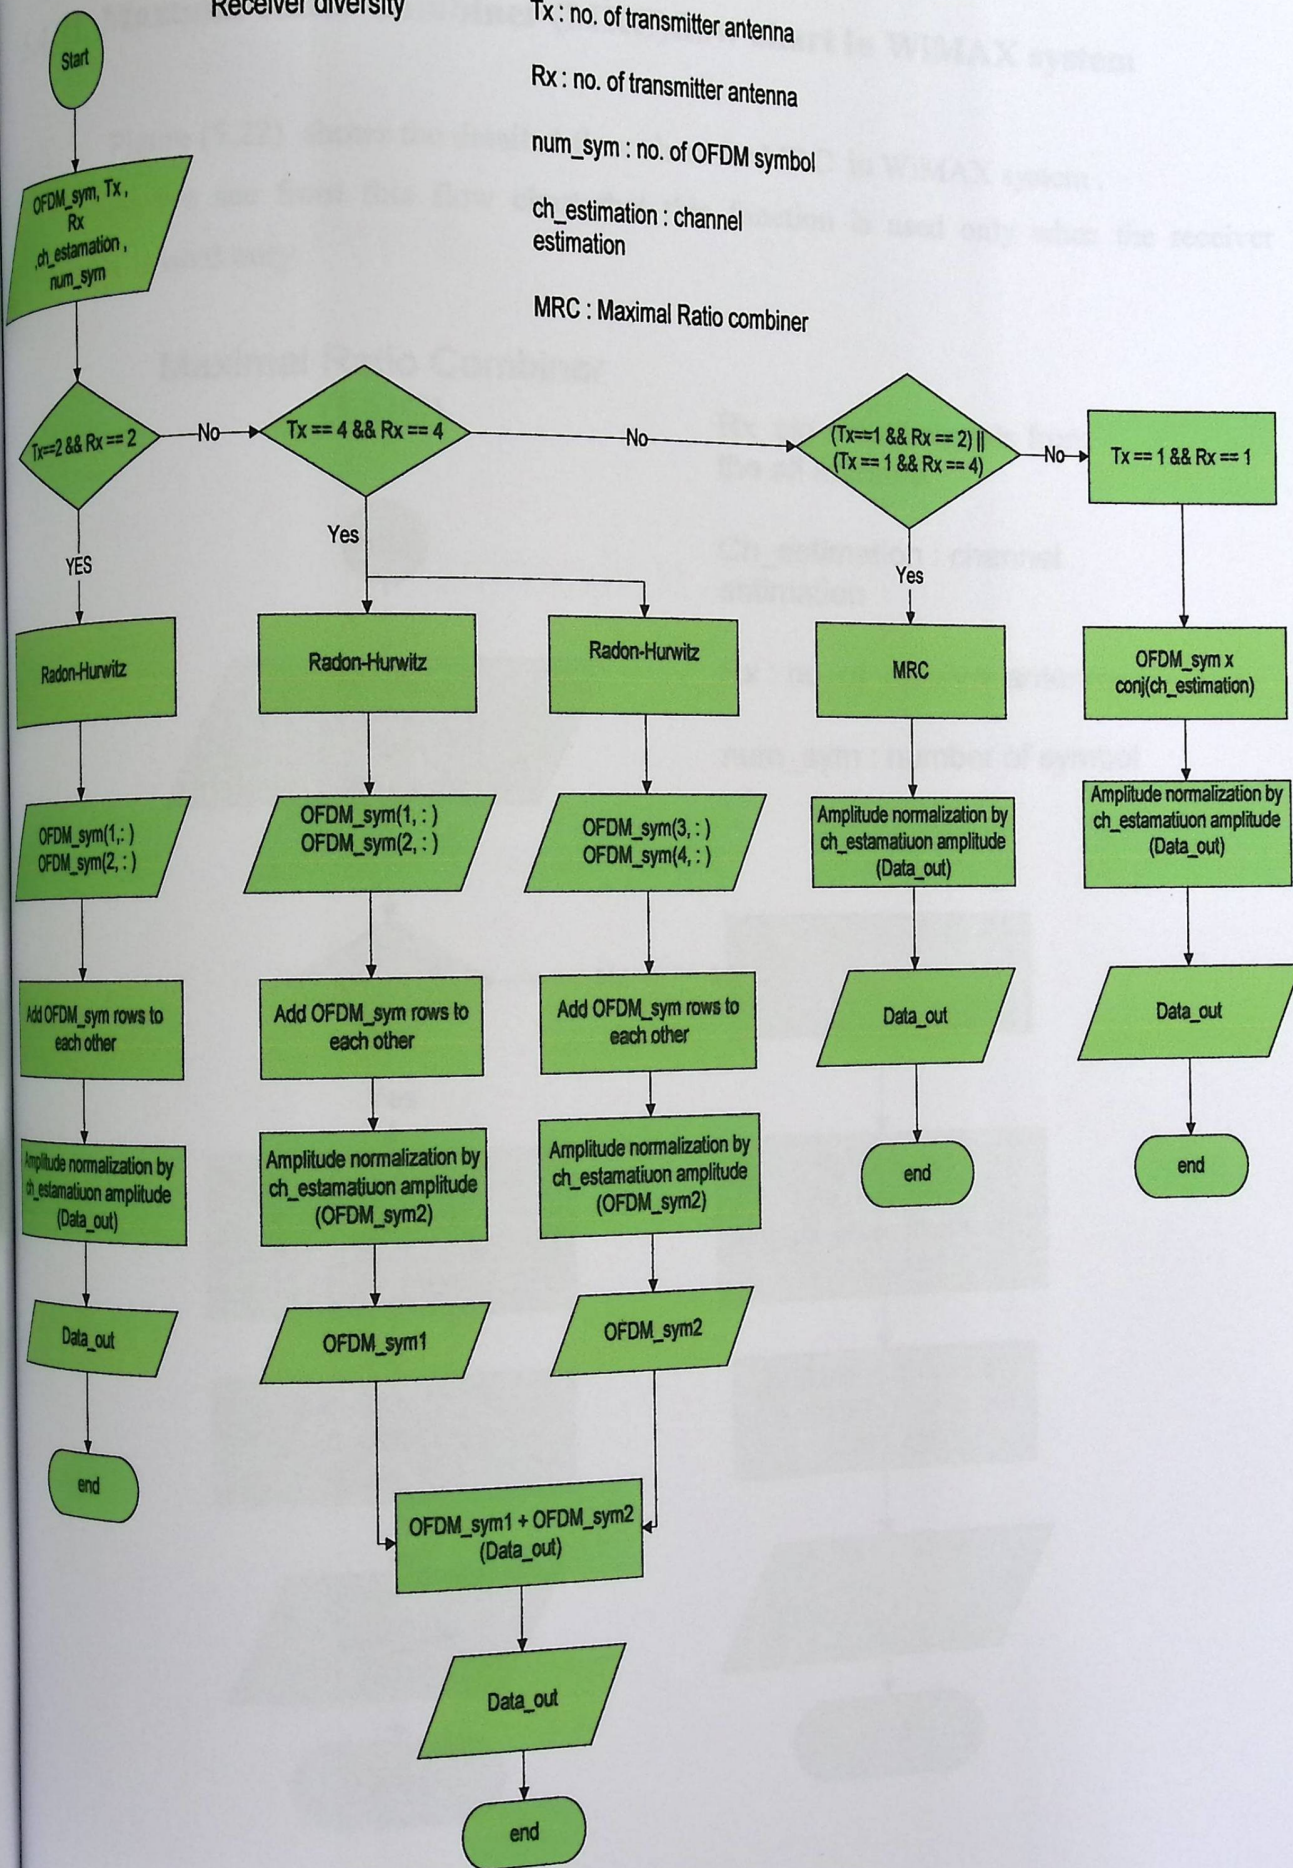 Receiver diversity
Tx : no. of transmitter antenna
Rx : no. of transmitter antenna
num_sym : no. of OFDM symbol
ch_estimation : channel
estimation
MRC : Maximal Ratio combiner
Start
OFDM_sym, Tx ,
Rx
,ch_estamation ,
num_sym
Tx==2 && Rx == 2
No
Tx == 4 && Rx == 4
No
(Tx==1 && Rx == 2) ||
(Tx == 1 && Rx == 4)
No
Tx == 1 && Rx == 1
YES
Yes
Yes
Radon-Hurwitz
Radon-Hurwitz
Radon-Hurwitz
MRC
OFDM_sym x
conj(ch_estimation)
OFDM_sym(1,: )
OFDM_sym(2, : )
OFDM_sym(1, : )
OFDM_sym(2, : )
OFDM_sym(3, : )
OFDM_sym(4, : )
Amplitude normalization by
ch_estamatiuon amplitude
(Data_out)
Amplitude normalization by
ch_estamatiuon amplitude
(Data_out)
Add OFDM_sym rows to
each other
Add OFDM_sym rows to
each other
Add OFDM_sym rows to
each other
Data_out
Data_out
Amplitude normalization by
ch_estamatiuon amplitude
(Data_out)
Amplitude normalization by
ch_estamatiuon amplitude
(OFDM_sym2)
Amplitude normalization by
ch_estamatiuon amplitude
(OFDM_sym2)
end
end
Data_out
OFDM_sym1
OFDM_sym2
end
OFDM_sym1 + OFDM_sym2
(Data_out)
Data_out
end
Maximal Ratio Combiner
num_sym : number of symbol